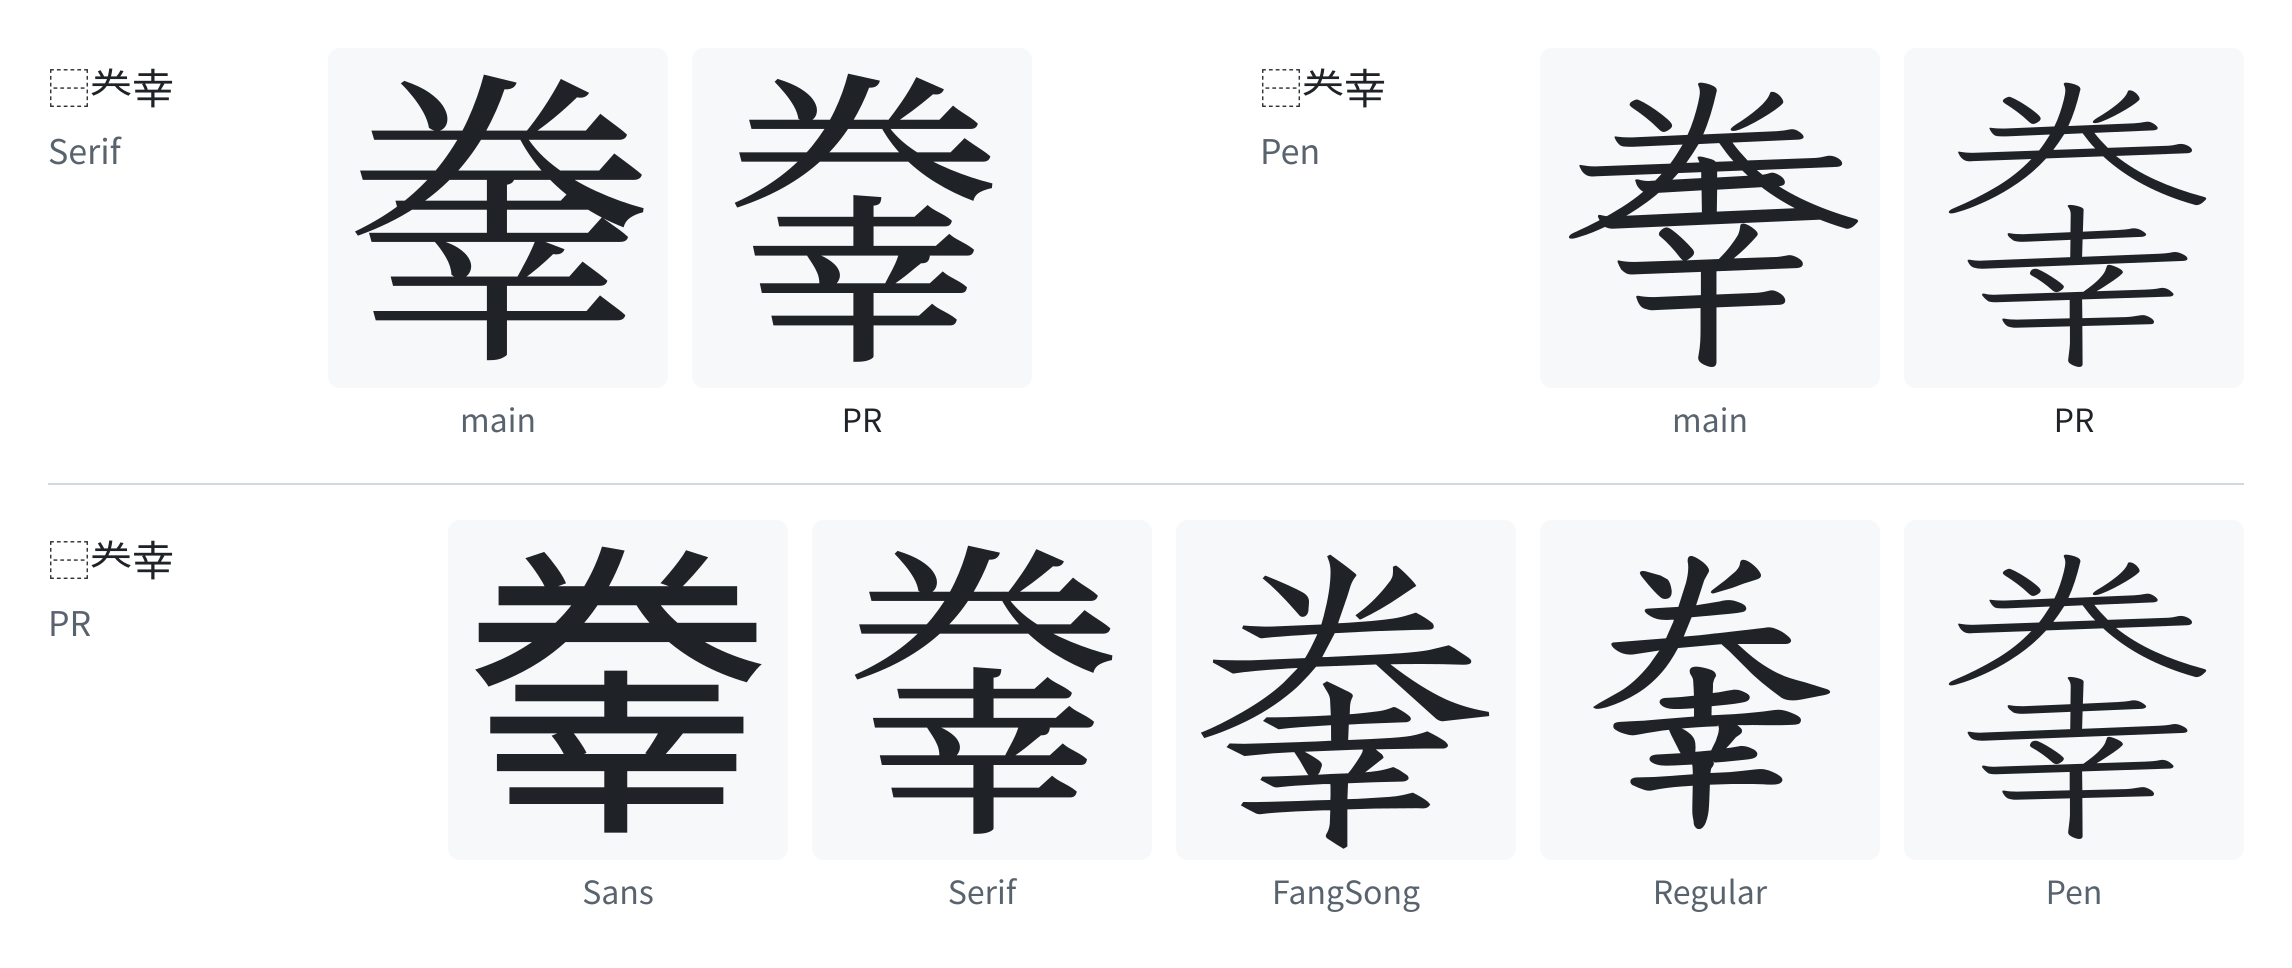 ⿱龹幸
Serif
main
PR
⿱龹幸
Pen
main
PR
⿱龹幸
PR
Sans
Serif
FangSong
Regular
Pen